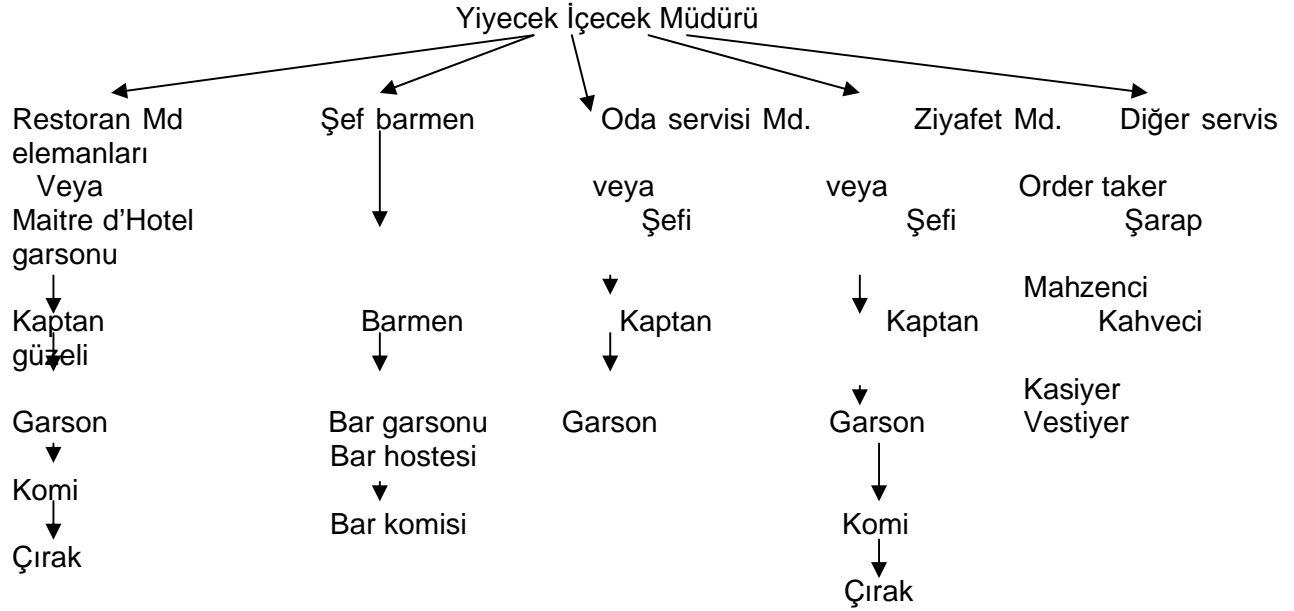 Yiyecek İçecek Müdürü
Restoran Md Şef barmen Oda servisi Md. Ziyafet Md. Diğer servis
elemanları
Veya veya veya Order taker
Maitre d'Hotel Şefi Şefi Şarap
garsonu
Mahzenci
Kaptan Barmen Kaptan Kaptan Kahveci
güzeli
Kasiyer
Garson Bar garsonu Garson Garson Vestiyer
Bar hostesi
Komi Bar komisi Komi
Çırak
Çırak